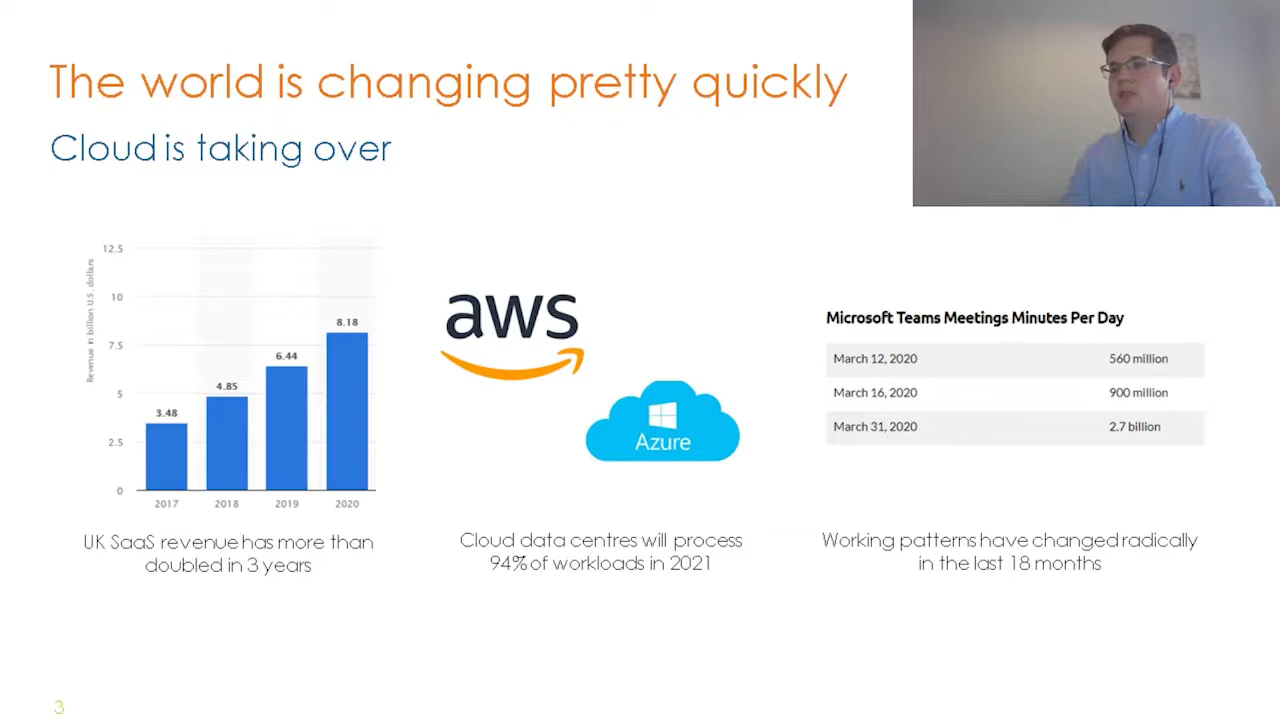 The world is changing pretty quickly
Cloud is taking over
Revenue in billion U.S. dollars
12.5
10
7.5
5
2.5
0
3.48
4.85
6.44
8.18
2017
2018
2019
2020
UK SaaS revenue has more than
doubled in 3 years
aws
Azure
Cloud data centres will process
94% of workloads in 2021
Microsoft Teams Meetings Minutes Per Day
March 12, 2020 560 million
March 16, 2020 900 million
March 31, 2020 2.7 billion
Working patterns have changed radically
in the last 18 months
3